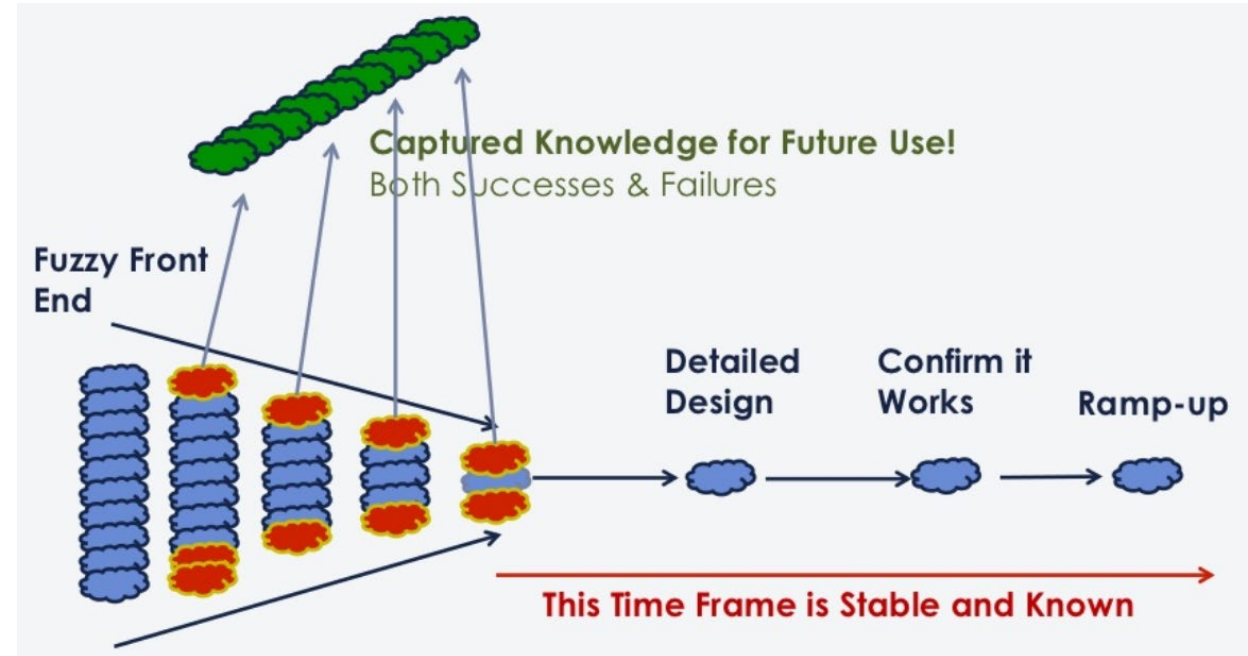 Captured Knowledge for Future Use!
Both Successes & Failures
Fuzzy Front
End
Detailed
Design
Confirm it
Works
Ramp-up
This Time Frame is Stable and Known